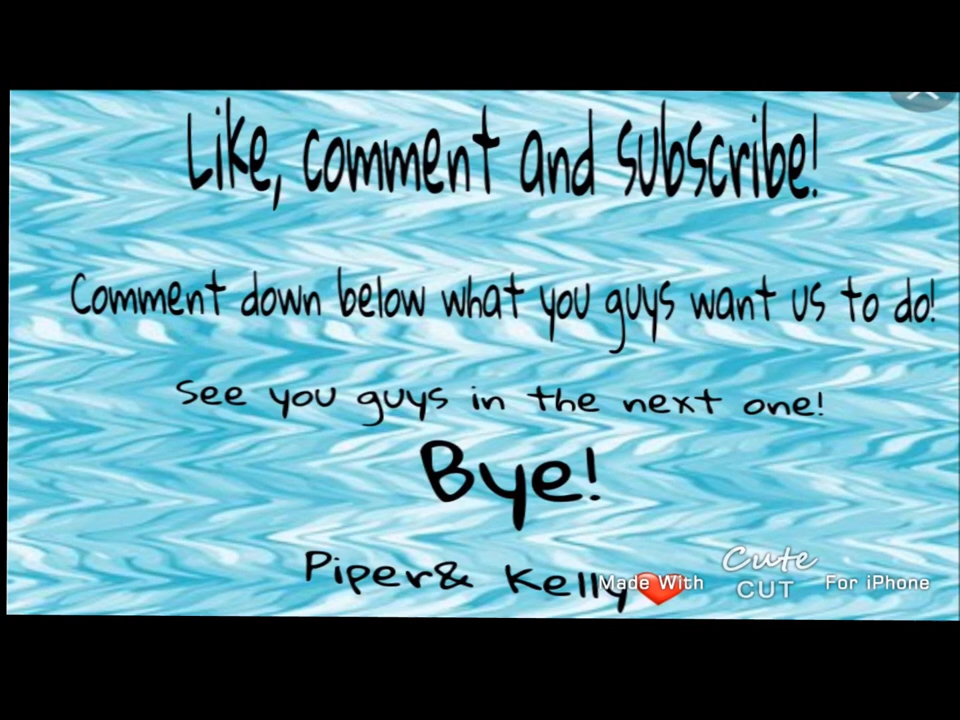 Like, comment and subscribe!
Comment down below what you guys want us to do!
See you guys in the next one!
Bye!
Piper& Kelly❤️
Made With Cute CUT For iPhone